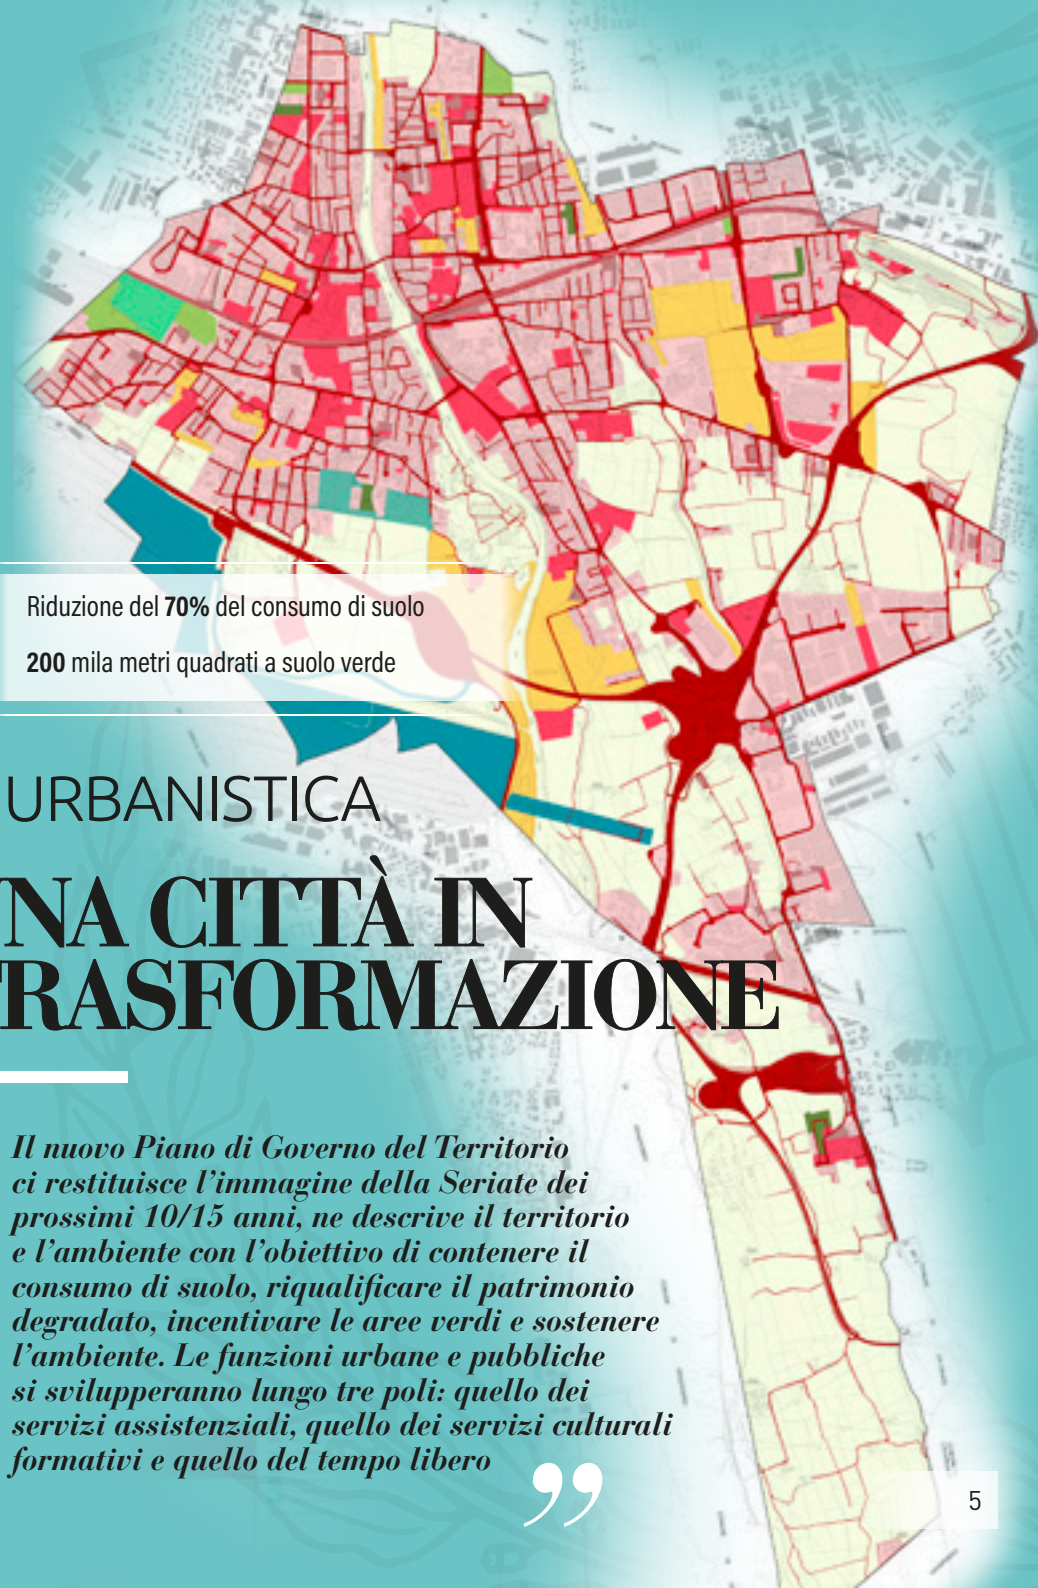 Riduzione del 70% del consumo di suolo
200 mila metri quadrati a suolo verde
URBANISTICA
NA CITTÀ IN
RASFORMAZIONE
Il nuovo Piano di Governo del Territorio
ci restituisce l’immagine della Seriate dei
prossimi 10/15 anni, ne descrive il territorio
e l’ambiente con l’obiettivo di contenere il
consumo di suolo, riqualificare il patrimonio
degradato, incentivare le aree verdi e sostenere
l’ambiente. Le funzioni urbane e pubbliche
si svilupperanno lungo tre poli: quello dei
servizi assistenziali, quello dei servizi culturali
formativi e quello del tempo libero
”
5